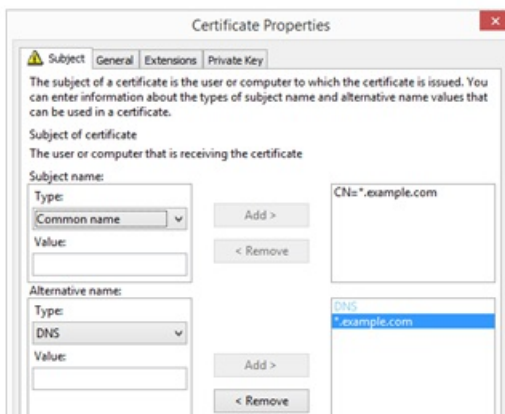 Certificate Properties
Subject General Extensions Private Key
The subject of a certificate is the user or computer to which the certificate is issued. You
can enter information about the types of subject name and alternative name values that
can be used in a certificate.
Subject of certificate
The user or computer that is receiving the certificate
Subject name:
Type:
Common name
Value:
Add >
< Remove
CN=*.example.com
Alternative name:
Type:
DNS
Value:
Add >
< Remove
DNS
*.example.com